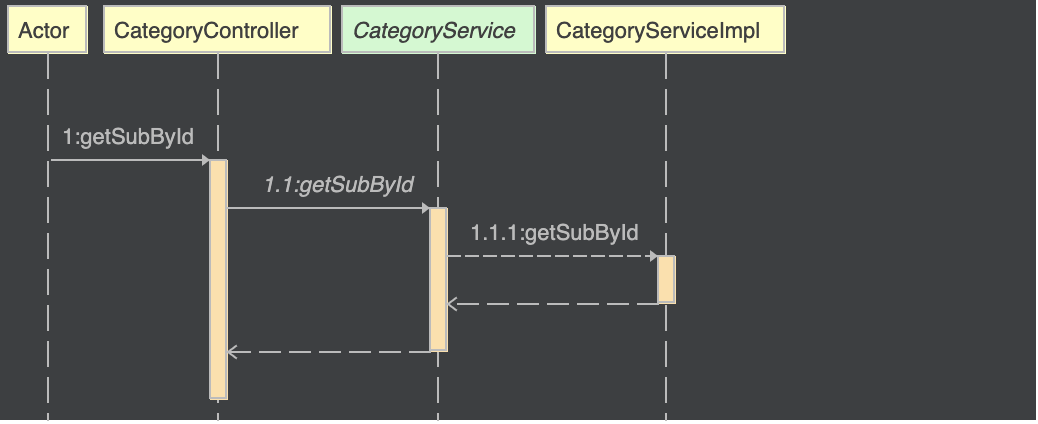 Actor
CategoryController
CategoryService
CategoryServiceImpl
1:getSubById
1.1:getSubById
1.1.1:getSubById